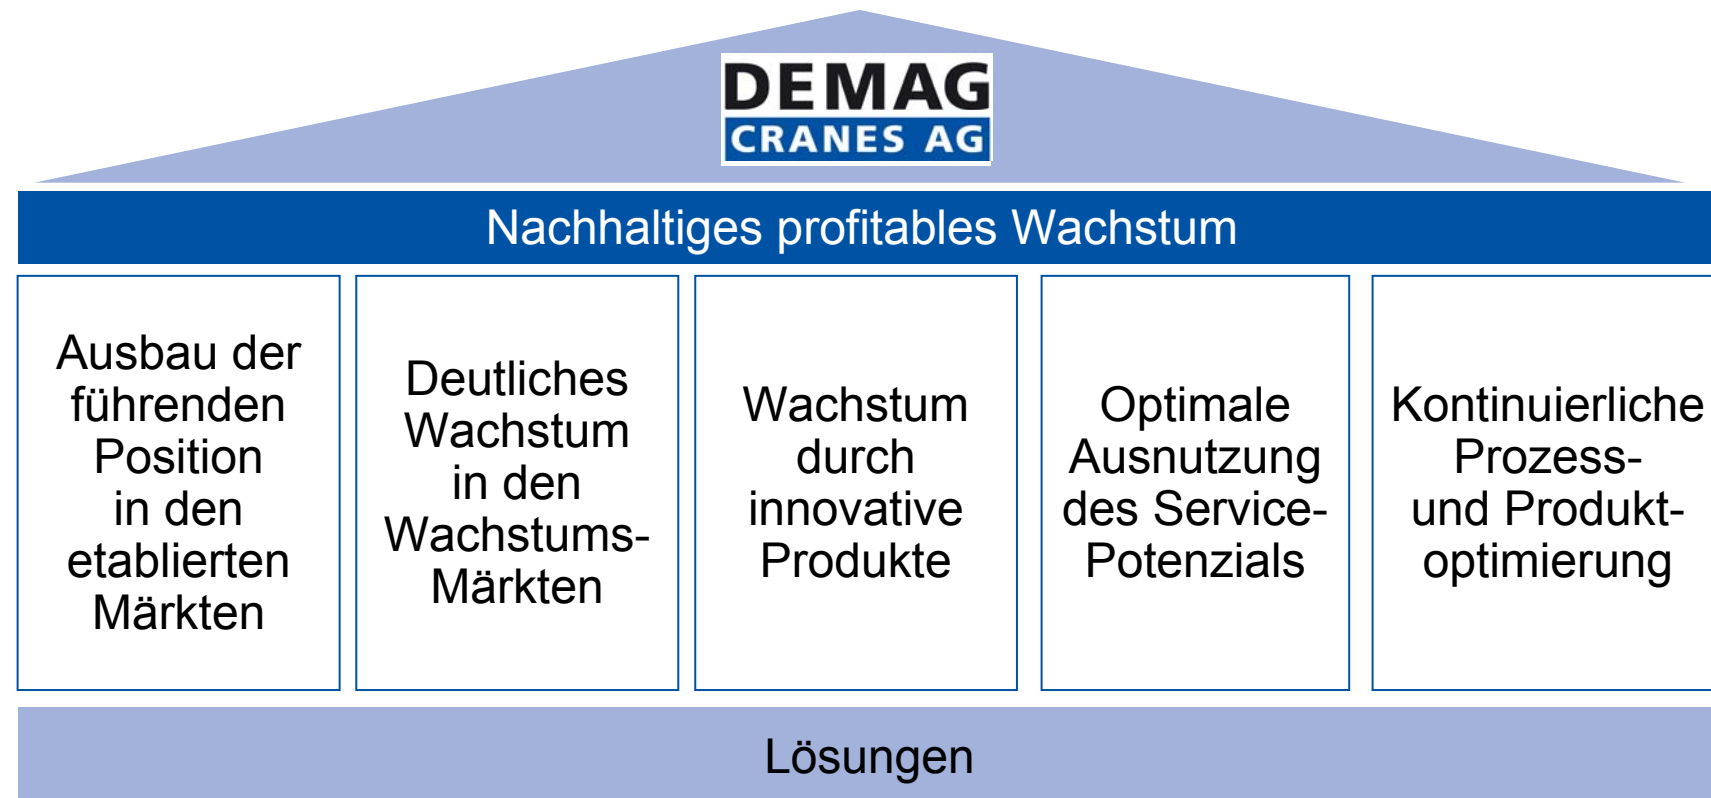 DEMAG
CRANES AG
Nachhaltiges profitables Wachstum
Ausbau der
führenden
Position
in den
etablierten
Märkten
Deutliches
Wachstum
in den
Wachstums-
Märkten
Wachstum
durch
innovative
Produkte
Optimale
Ausnutzung
des Service-
Potenzials
Kontinuierliche
Prozess-
und Produkt-
optimierung
Lösungen